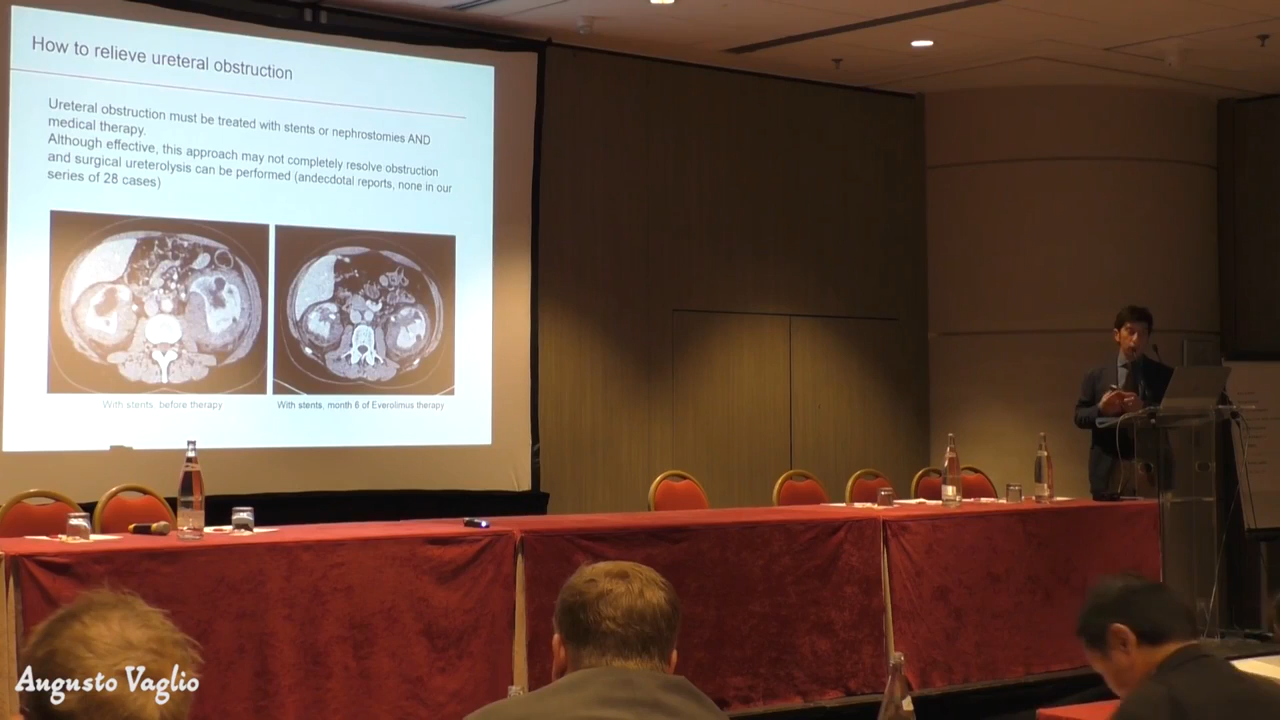 How to relieve ureteral obstruction
Ureteral obstruction must be treated with stents or nephrostomies AND
medical therapy.
Although effective, this approach may not completely resolve obstruction
and surgical ureterolysis can be performed (andecdotal reports, none in our
series of 28 cases)
With stents, before therapy
With stents, month 6 of Everolimus therapy
Augusto Vaglio